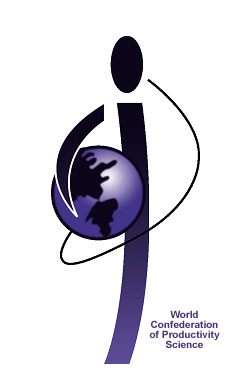 World
Confederation
of Productivity
Science